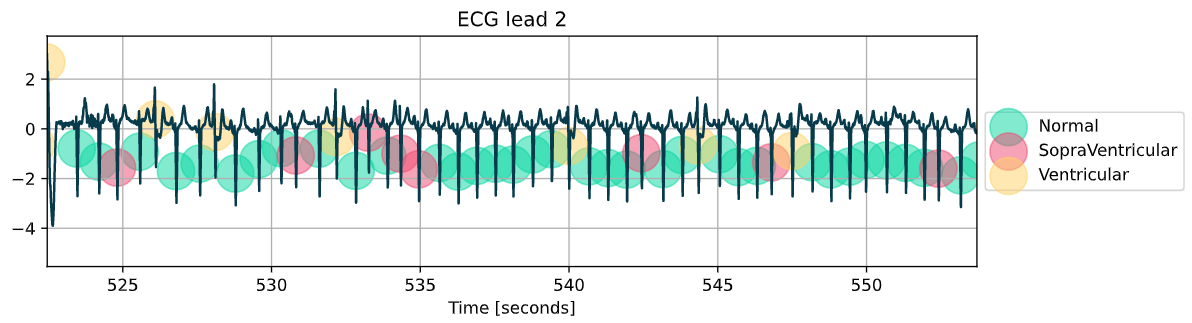 ECG lead 2
2
0
−2
−4
525
530
535
540
545
550
Time [seconds]
Normal
SopraVentricular
Ventricular